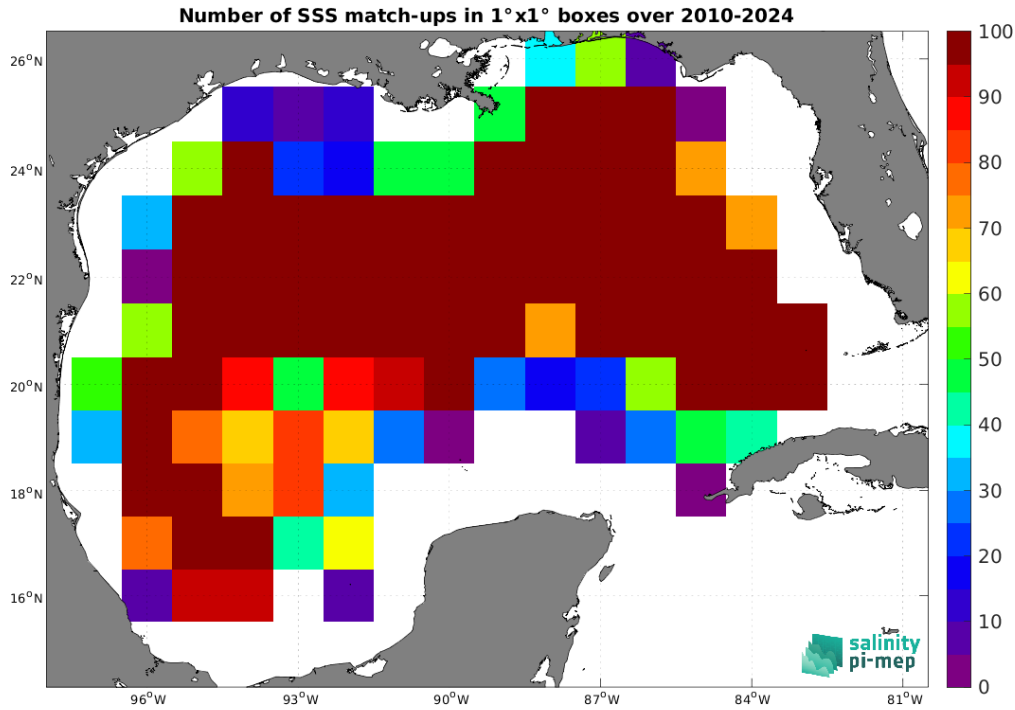 Number of SSS match-ups in 1°x1° boxes over 2010-2024
26°N
24°N
22°N
20°N
18°N
16°N
96°W
93°W
90°W
87°W
84°W
81°W
100
90
80
70
60
50
40
30
20
10
0
salinity
pi-mep